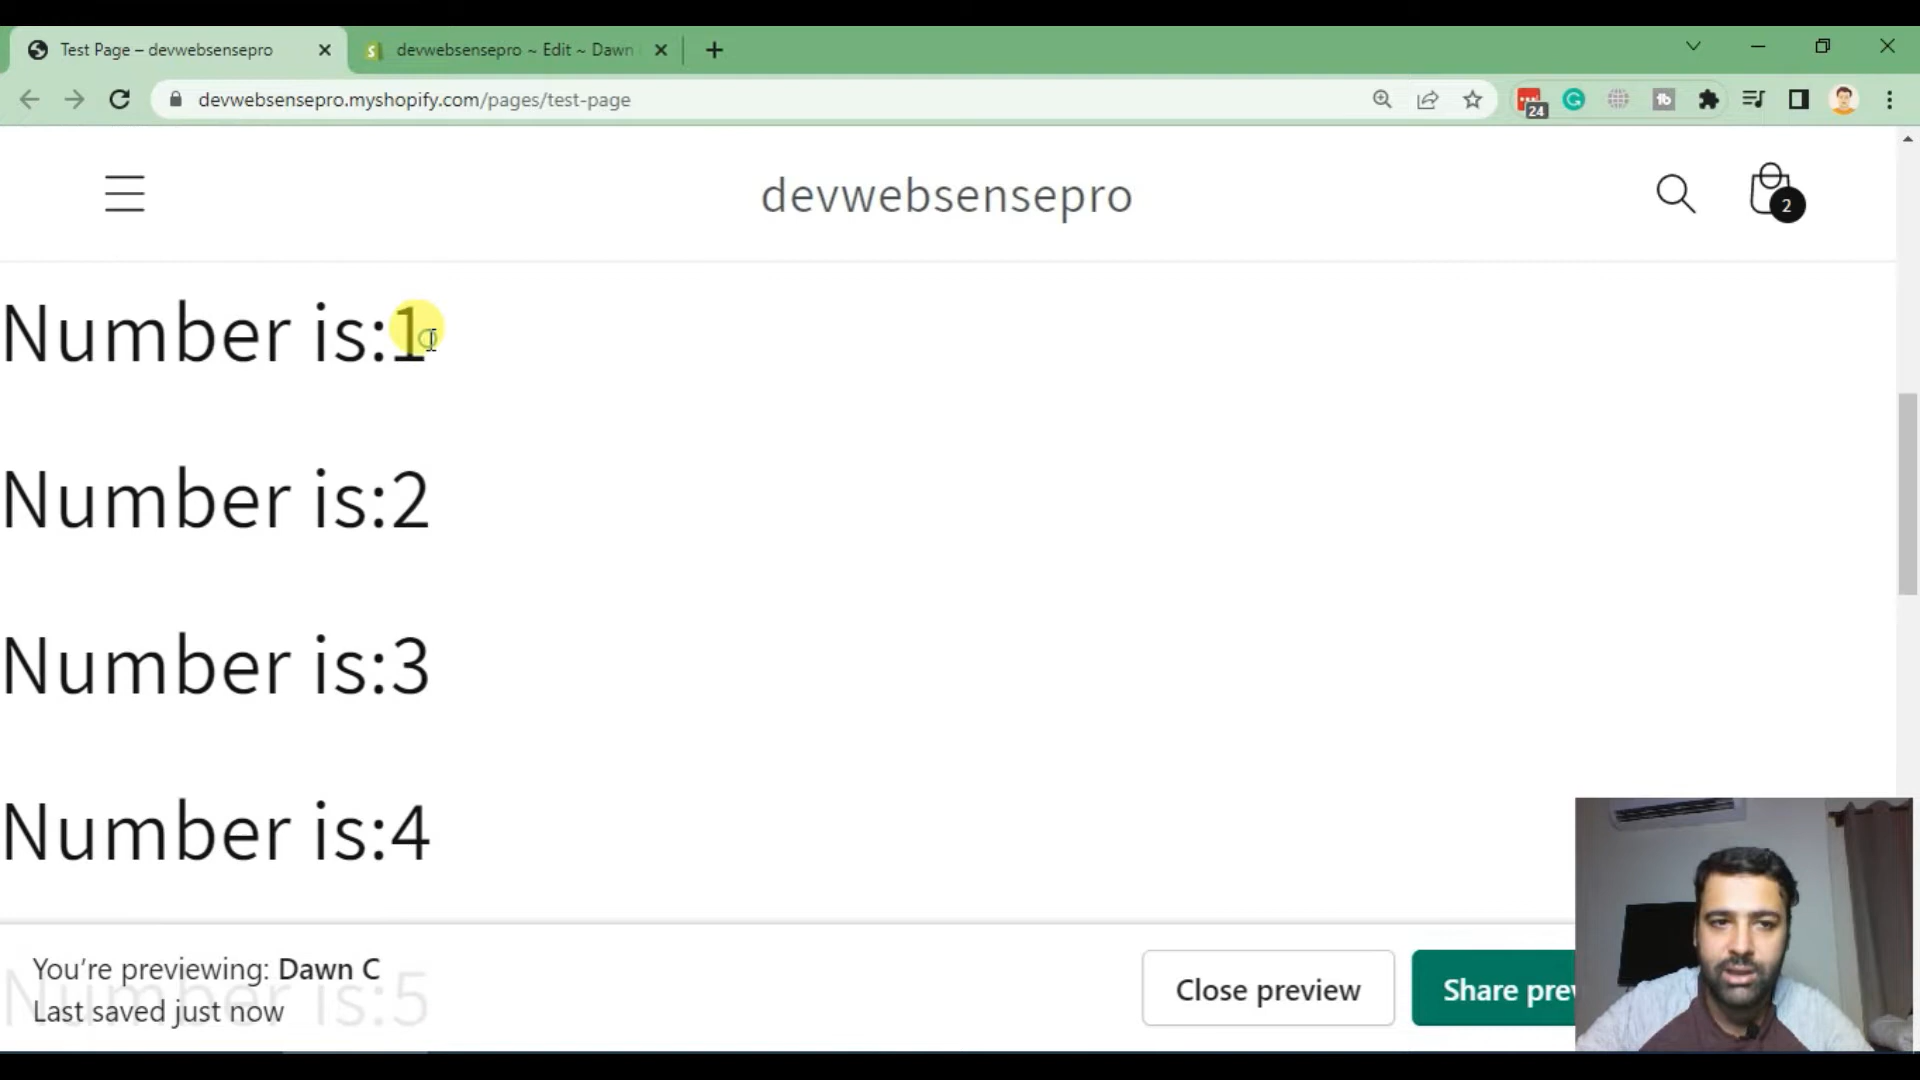 Test Page – devwebsensepro
devwebsensepro ~ Edit ~ Dawn
devwebsensepro.myshopify.com/pages/test-page
24
devwebsensepro
2
Number is:1
Number is:2
Number is:3
Number is:4
Number is:5
You're previewing: Dawn C
Last saved just now
Close preview
Share prev